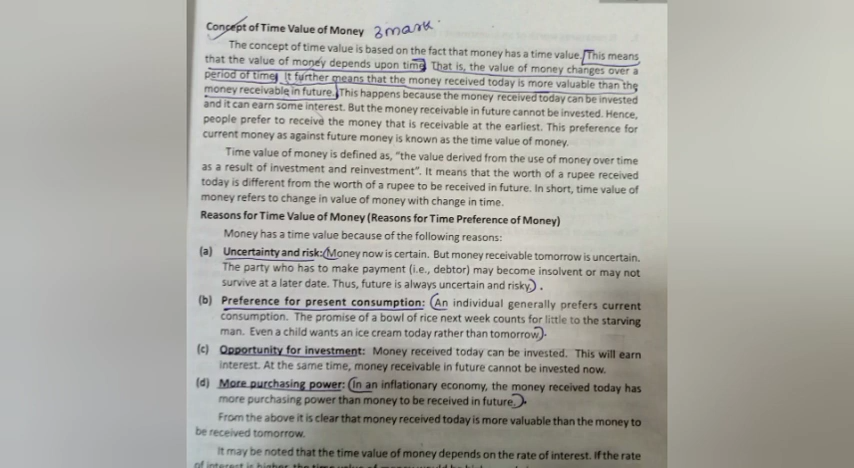 Concept of Time Value of Money 3 mark
The concept of time value is based on the fact that money has a time value. This means
that the value of money depends upon time. That is, the value of money changes over a
period of time. It further means that the money received today is more valuable than the
money receivable in future. This happens because the money received today can be invested
and it can earn some interest. But the money receivable in future cannot be invested. Hence,
people prefer to receive the money that is receivable at the earliest. This preference for
current money as against future money is known as the time value of money.
Time value of money is defined as, “the value derived from the use of money over time
as a result of investment and reinvestment”. It means that the worth of a rupee received
today is different from the worth of a rupee to be received in future. In short, time value of
money refers to change in value of money with change in time.
Reasons for Time Value of Money (Reasons for Time Preference of Money)
Money has a time value because of the following reasons:
(a) Uncertainty and risk: Money now is certain. But money receivable tomorrow is uncertain.
The party who has to make payment (i.e., debtor) may become insolvent or may not
survive at a later date. Thus, future is always uncertain and risky.
(b) Preference for present consumption: An individual generally prefers current
consumption. The promise of a bowl of rice next week counts for little to the starving
man. Even a child wants an ice cream today rather than tomorrow.
(c) Opportunity for investment: Money received today can be invested. This will earn
interest. At the same time, money receivable in future cannot be invested now.
(d) More purchasing power: In an inflationary economy, the money received today has
more purchasing power than money to be received in future.
From the above it is clear that money received today is more valuable than the money to
be received tomorrow.
It may be noted that the time value of money depends on the rate of interest. If the rate
of interest is higher, the time value of money would be